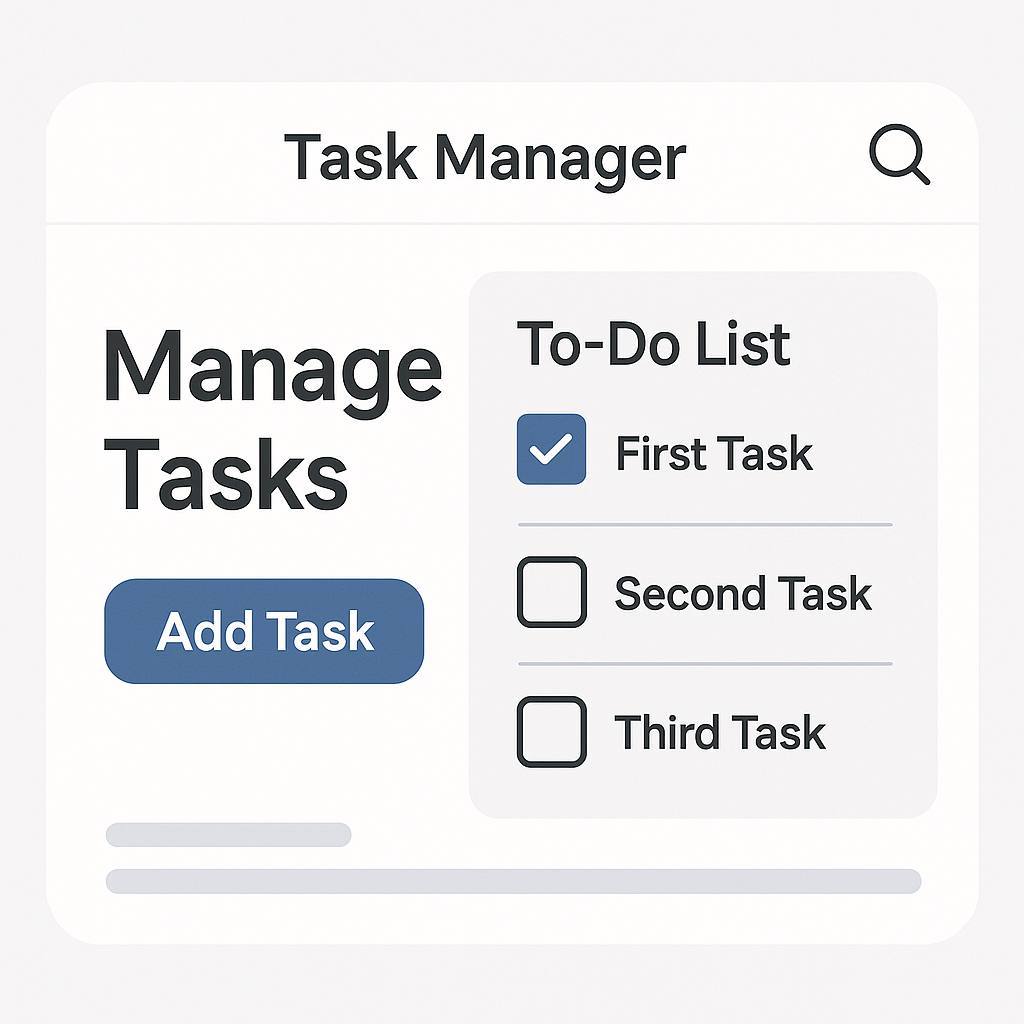 Task Manager
Manage
Tasks
Add Task
To-Do List
First Task
Second Task
Third Task